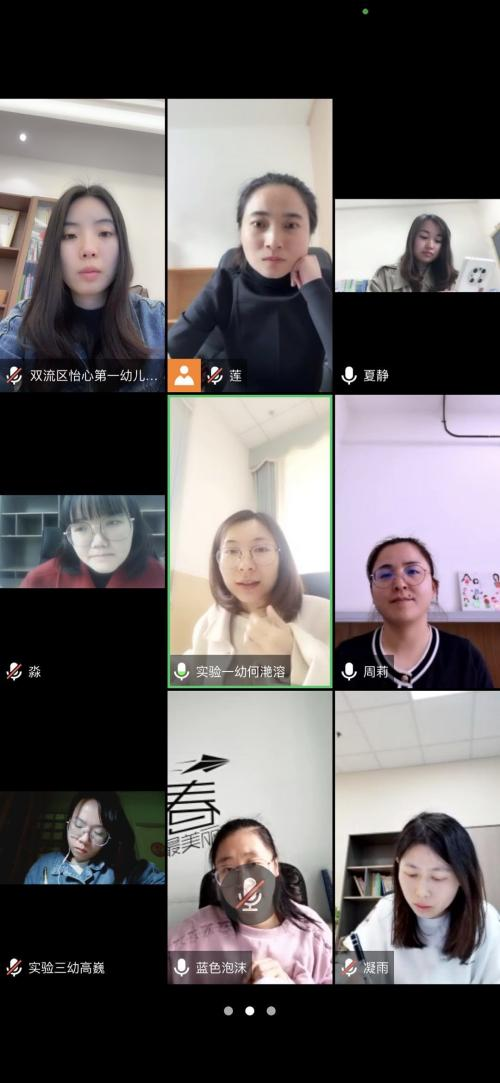 双流区怡心第一幼儿...
莲
夏静
淼
实验一幼何滟溶
周莉
春
最美丽
实验三幼高巍
蓝色泡沫
凝雨